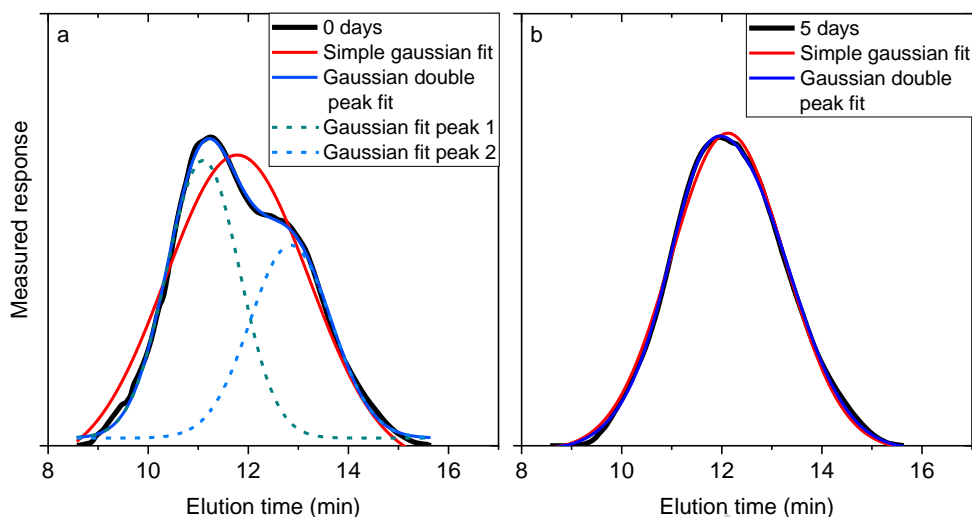 a
0 days
Simple gaussian fit
Gaussian double
peak fit
Gaussian fit peak 1
Gaussian fit peak 2
Measured response
8 10 12 14 16
Elution time (min)
b
5 days
Simple gaussian fit
Gaussian double
peak fit
8 10 12 14 16
Elution time (min)